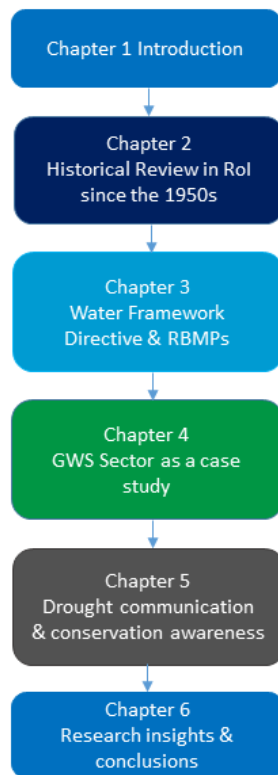 Chapter 1 Introduction
Chapter 2
Historical Review in RoI
since the 1950s
Chapter 3
Water Framework
Directive & RBMPs
Chapter 4
GWS Sector as a case
study
Chapter 5
Drought communication
& conservation awareness
Chapter 6
Research insights &
conclusions